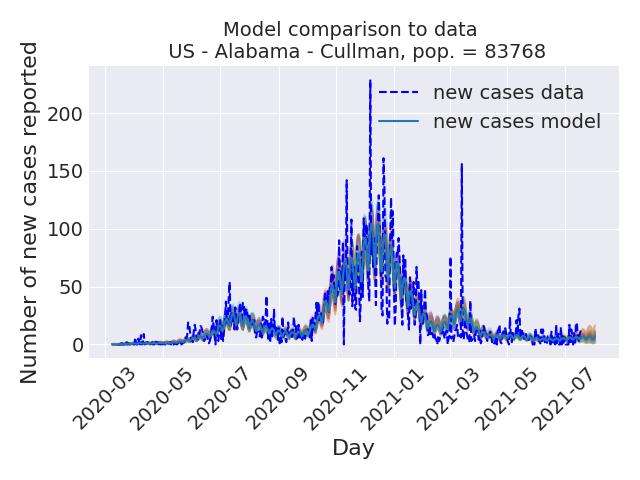 Model comparison to data
US - Alabama - Cullman, pop. = 83768
Number of new cases reported
200
150
100
50
0
new cases data
new cases model
2020-03
2020-05
2020-07
2020-09
2020-11
2021-01
2021-03
2021-05
2021-07
Day